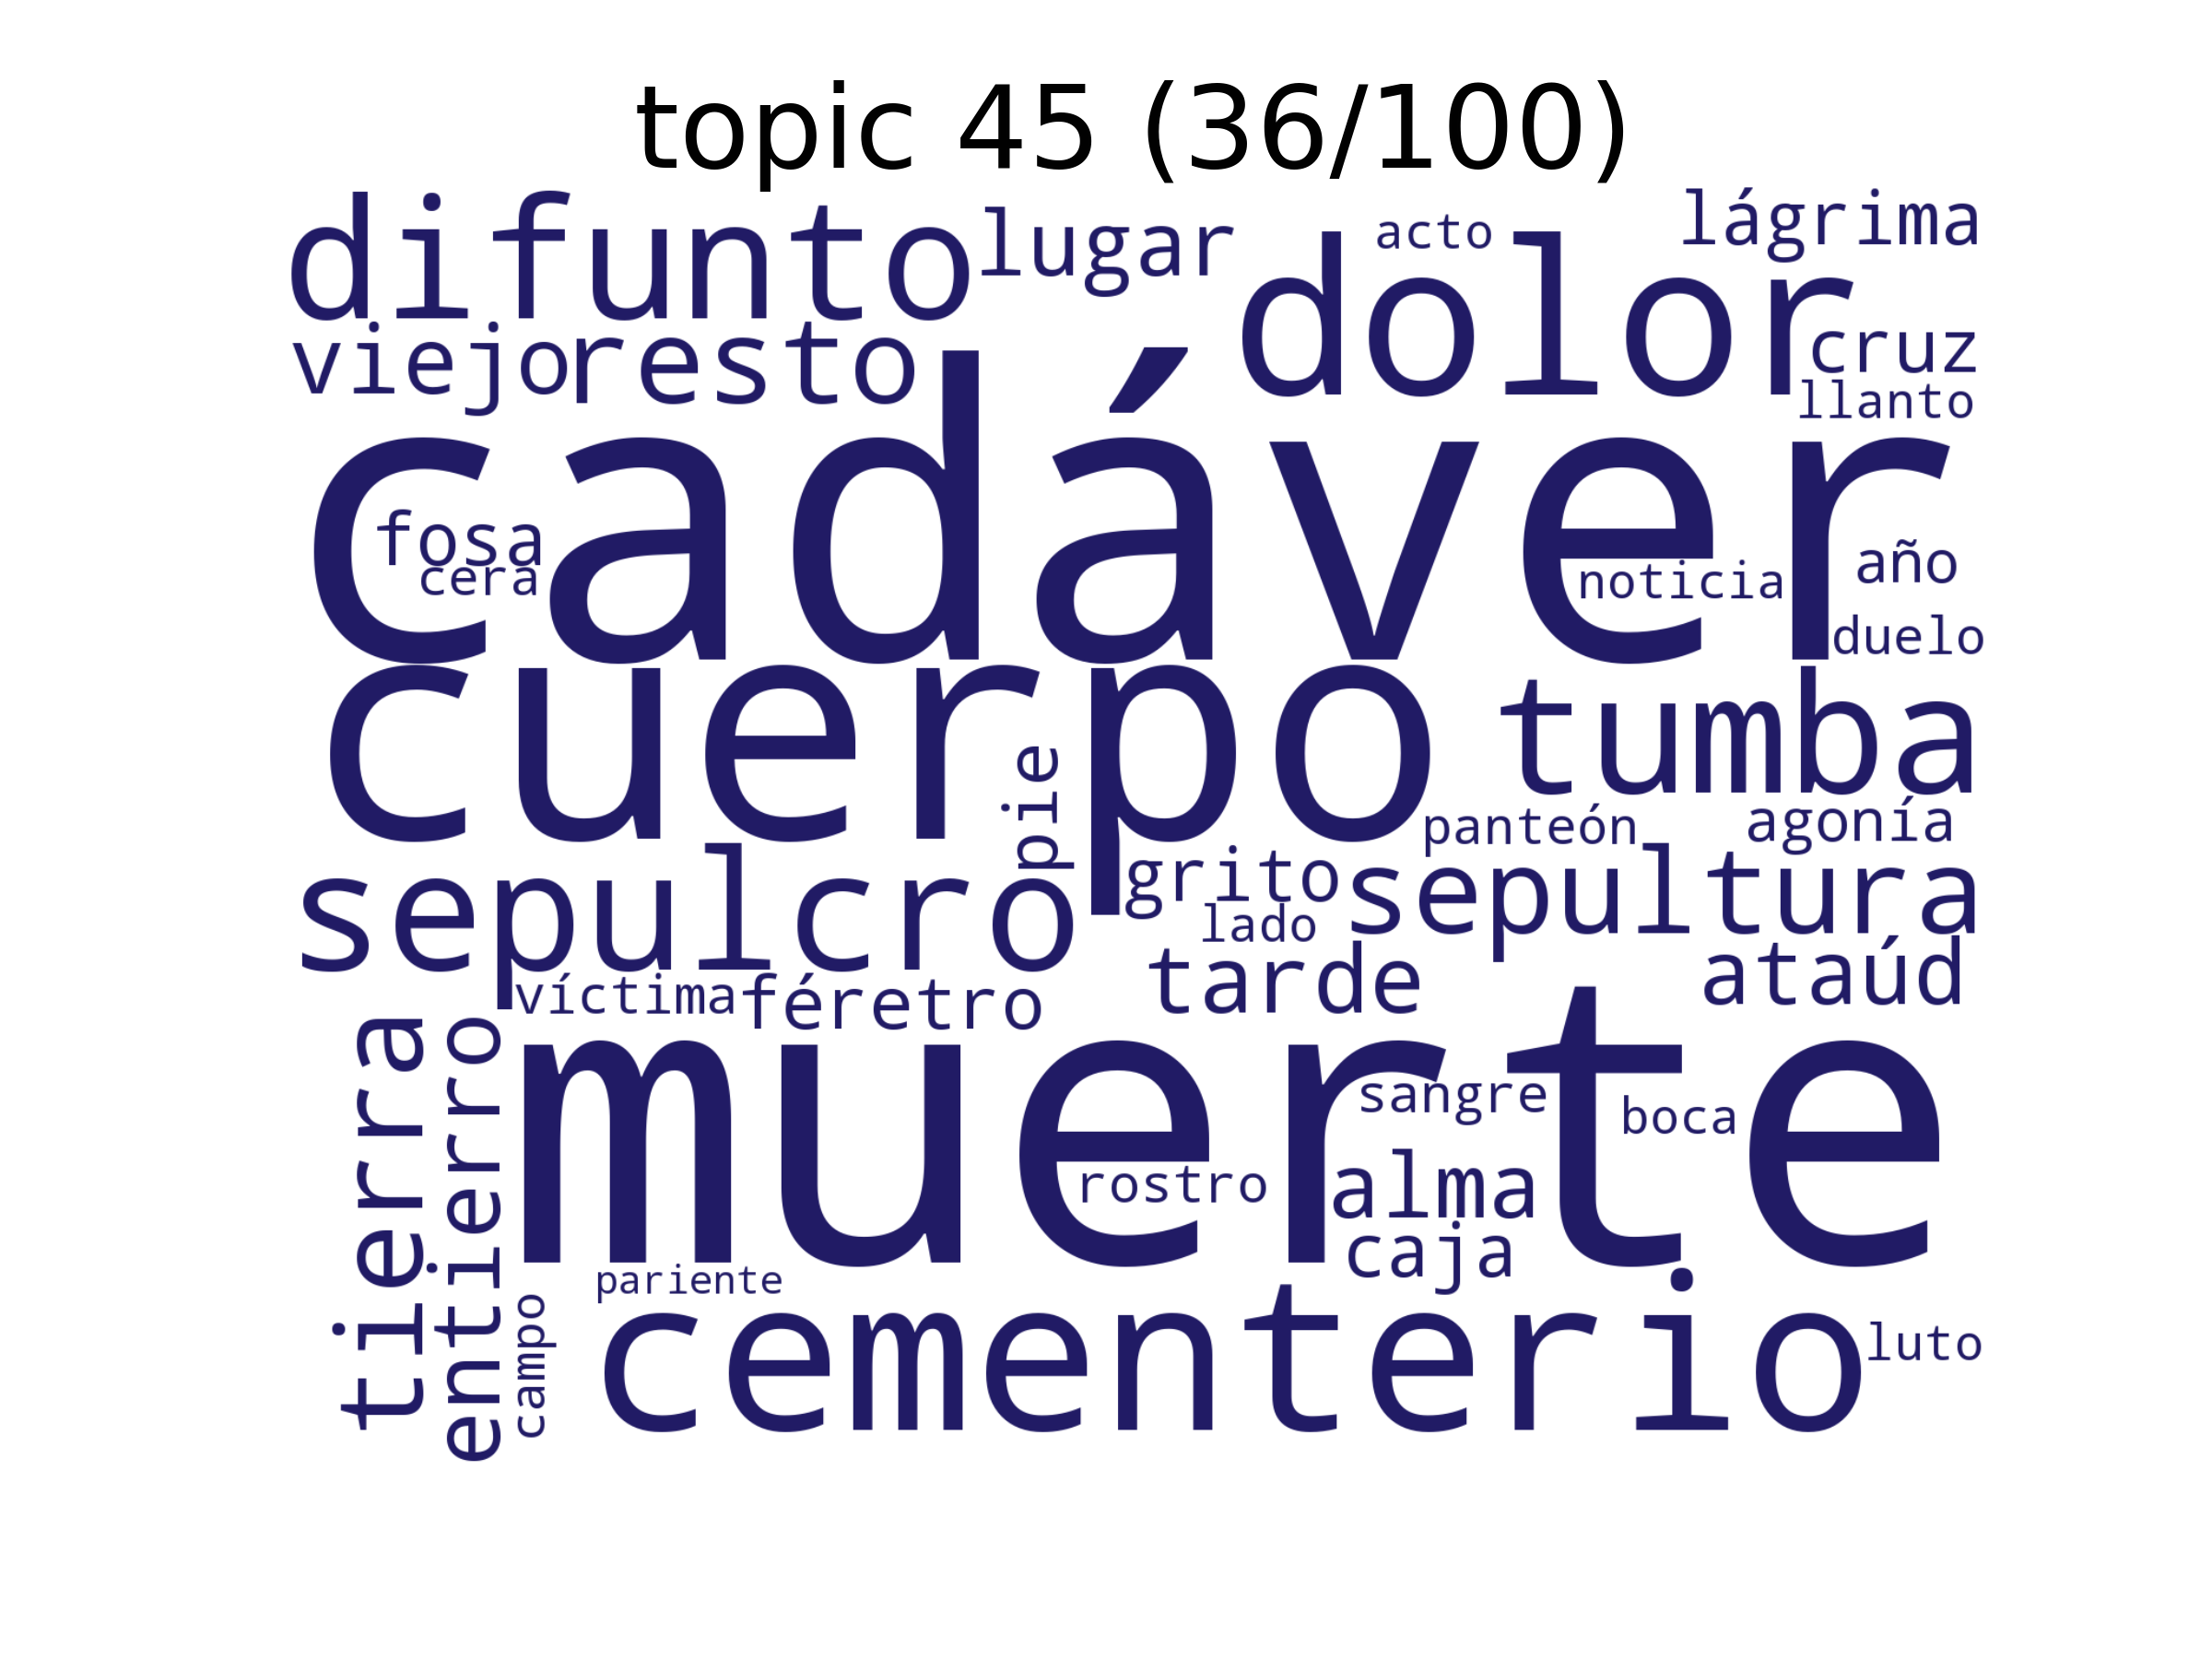 topic 45 (36/100)
difunto
lugar
acto
lágrima
dolor
viejo
resto
cruz
llanto
cadáver
fosa
cera
noticia
año
duelo
cuerpo
tumba
pie
panteón
agonía
sepulcro
grito
sepultura
lado
tarde
ataúd
víctima
féretro
tierra
entierro
muerte
sangre
boca
rostro
alma
caja
pariente
campo
cementerio
luto